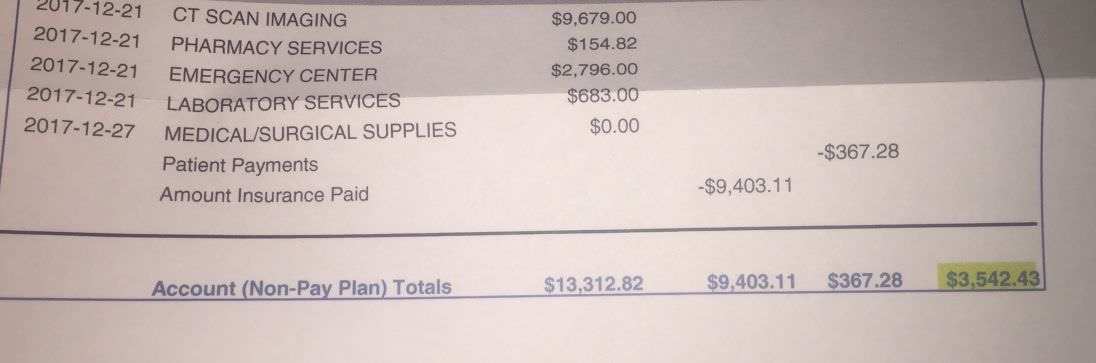 2017-12-21 CT SCAN IMAGING $9,679.00
2017-12-21 PHARMACY SERVICES $154.82
2017-12-21 EMERGENCY CENTER $2,796.00
2017-12-21 LABORATORY SERVICES $683.00
2017-12-27 MEDICAL/SURGICAL SUPPLIES $0.00
Patient Payments -$367.28
Amount Insurance Paid -$9,403.11
Account (Non-Pay Plan) Totals $13,312.82 $9,403.11 $367.28 $3,542.43